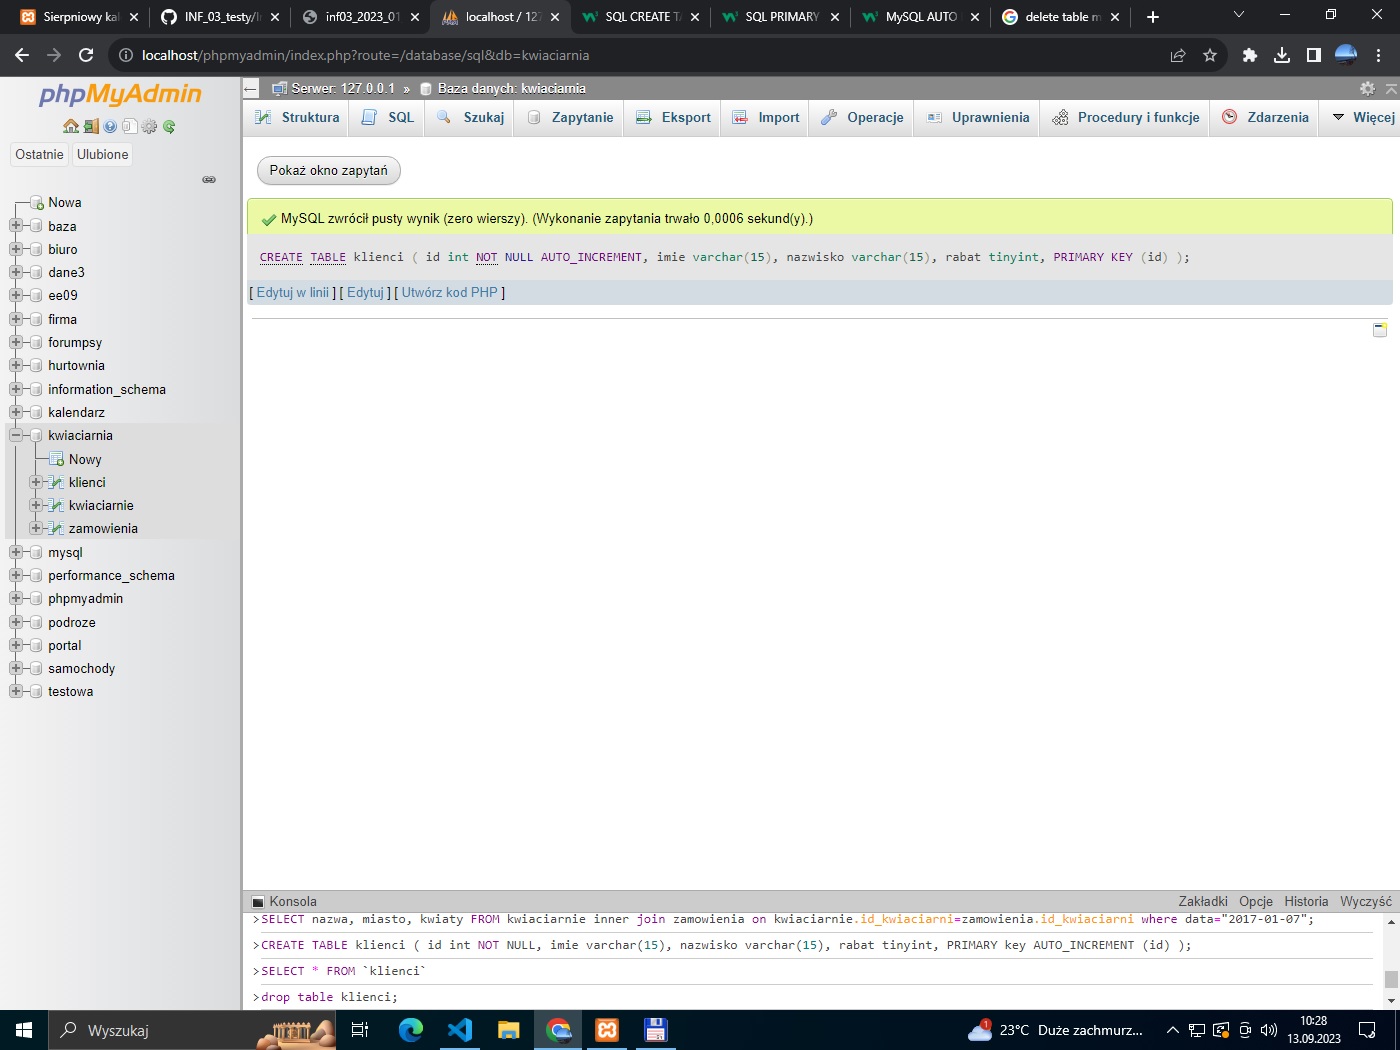 Sierpniowy kal
INF_03_testy/In
inf03_2023_01
localhost / 127
SQL CREATE TA
SQL PRIMARY
MySQL AUTO
delete table m
localhost/phpmyadmin/index.php?route=/database/sql&db=kwiaciarnia
phpMyAdmin
Ostatnie Ulubione
Nowa
baza
biuro
dane3
ee09
firma
forumpsy
hurtownia
information_schema
kalendarz
kwiaciarnia
Nowy
klienci
kwiaciarnie
zamowienia
mysql
performance_schema
phpmyadmin
podroze
portal
samochody
testowa
Serwer: 127.0.0.1 » Baza danych: kwiaciarnia
Struktura SQL Szukaj Zapytanie Eksport Import Operacje Uprawnienia Procedury i funkcje Zdarzenia Więcej
Pokaż okno zapytań
MySQL zwrócił pusty wynik (zero wierszy). (Wykonanie zapytania trwało 0,0006 sekund(y).)
CREATE TABLE klienci ( id int NOT NULL AUTO_INCREMENT, imie varchar(15), nazwisko varchar(15), rabat tinyint, PRIMARY KEY (id) );
[ Edytuj w linii ] [ Edytuj ] [ Utwórz kod PHP ]
Konsola Zakładki Opcje Historia Wyczyść
>SELECT nazwa, miasto, kwiaty FROM kwiaciarnie inner join zamowienia on kwiaciarnie.id_kwiaciarni=zamowienia.id_kwiaciarni where data="2017-01-07";
>CREATE TABLE klienci ( id int NOT NULL, imie varchar(15), nazwisko varchar(15), rabat tinyint, PRIMARY key AUTO_INCREMENT (id) );
>SELECT * FROM `klienci`
>drop table klienci;
Wyszukaj
1
23°C Duże zachmurz...
10:28
13.09.2023